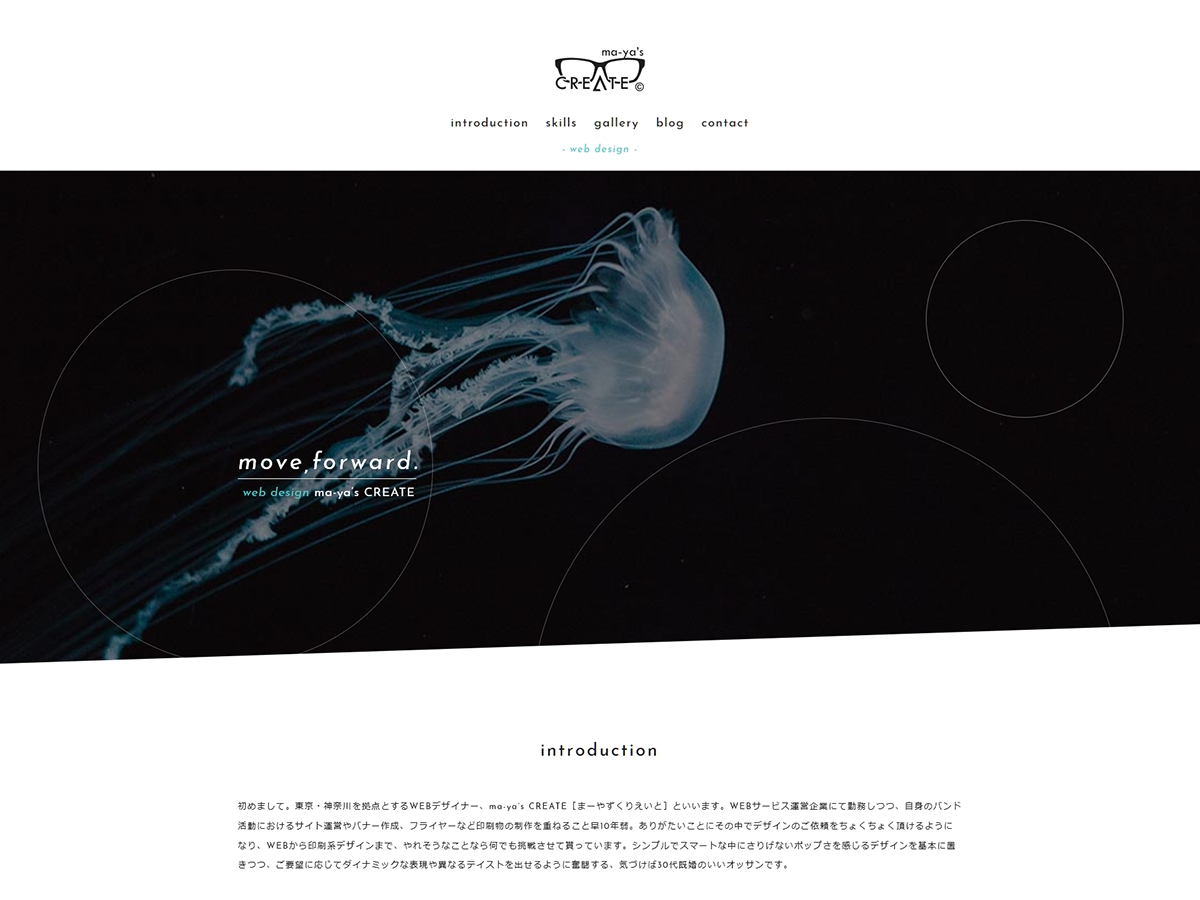 ma-ya's
CREATE ©
introduction skills gallery blog contact
- web design -
move,forward.
web design ma-ya's CREATE
introduction
初めまして。東京・神奈川を拠点とするWEBデザイナー、ma-ya's CREATE［まーやずくりえいと］といいます。WEBサービス運営企業にて勤務しつつ、自身のバンド
活動におけるサイト運営やバナー作成、フライヤーなど印刷物の制作を重ねること早10年弱。ありがたいことにその中でデザインのご依頼をちょくちょく頂けるように
なり、WEBから印刷系デザインまで、やれそうなことなら何でも挑戦させて貰っています。シンプルでスマートな中にさりげないポップさを感じるデザインを基本に置
きつつ、ご要望に応じてダイナミックな表現や異なるテイストを出せるように奮闘する、気づけば30代既婚のいいオッサンです。